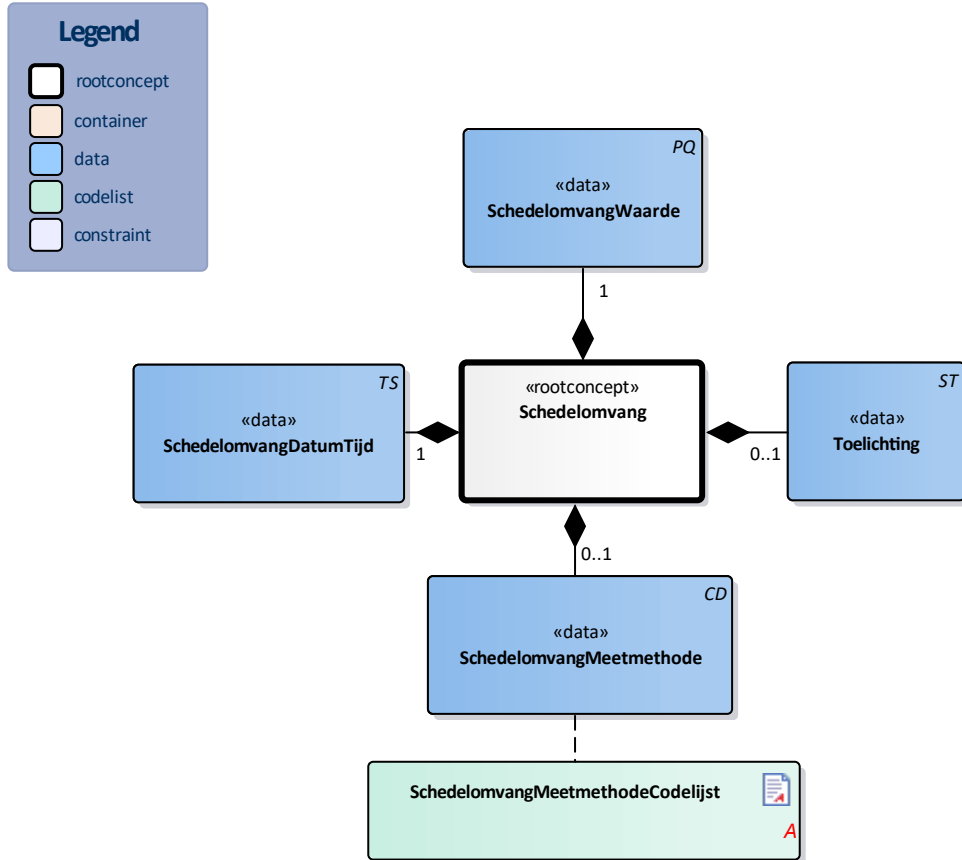 Legend
rootconcept
container
data
codelist
constraint
PQ
«data»
SchedelomvangWaarde
1
TS
«data»
SchedelomvangDatumTijd
1
«rootconcept»
Schedelomvang
ST
«data»
Toelichting
0..1
0..1
CD
«data»
SchedelomvangMeetmethode
SchedelomvangMeetmethodeCodelijst
A